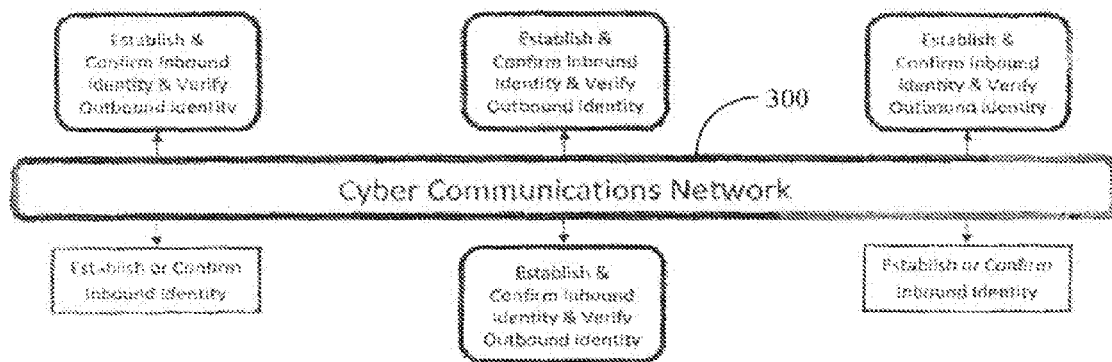 Establish &
Confirm Inbound
Identity & Verify
Outbound Identity
Establish &
Confirm Inbound
Identity & Verify
Outbound Identity
Establish &
Confirm Inbound
Identity & Verify
Outbound Identity
300
Cyber Communications Network
Establish or Confirm
Inbound Identity
Establish &
Confirm Inbound
Identity & Verify
Outbound Identity
Establish or Confirm
Inbound Identity